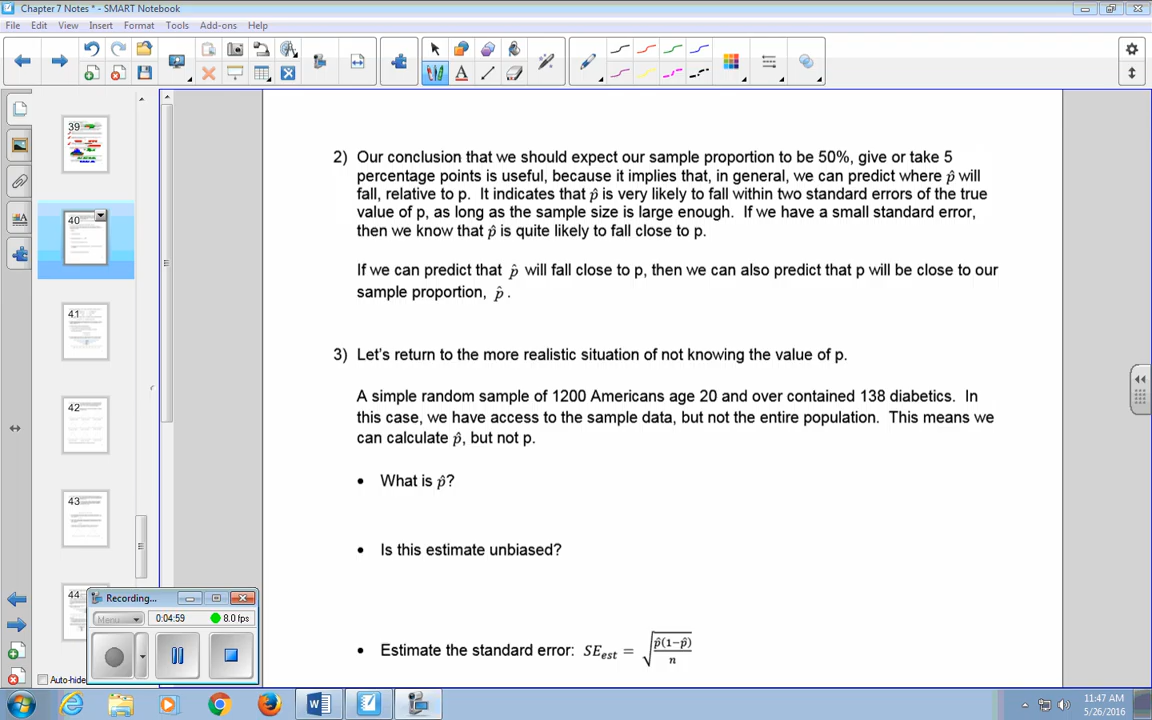 Chapter 7 Notes * - SMART Notebook
File Edit View Insert Format Tools Add-ons Help
39
40
41
42
43
44
2) Our conclusion that we should expect our sample proportion to be 50%, give or take 5
percentage points is useful, because it implies that, in general, we can predict where p̂ will
fall, relative to p. It indicates that p̂ is very likely to fall within two standard errors of the true
value of p, as long as the sample size is large enough. If we have a small standard error,
then we know that p̂ is quite likely to fall close to p.
If we can predict that p̂ will fall close to p, then we can also predict that p will be close to our
sample proportion, p̂ .
3) Let's return to the more realistic situation of not knowing the value of p.
A simple random sample of 1200 Americans age 20 and over contained 138 diabetics. In
this case, we have access to the sample data, but not the entire population. This means we
can calculate p̂, but not p.
• What is p̂?
• Is this estimate unbiased?
• Estimate the standard error: SEest = √(p̂(1−p̂)/n)
Recording...
Menu 0:04:59 8.0 fps
Auto-hide
11:47 AM
5/26/2016